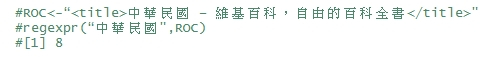 #ROC<-“<title>中華民國 – 維基百科，自由的百科全書</title>"
#regexpr(“中華民國",ROC)
#[1] 8